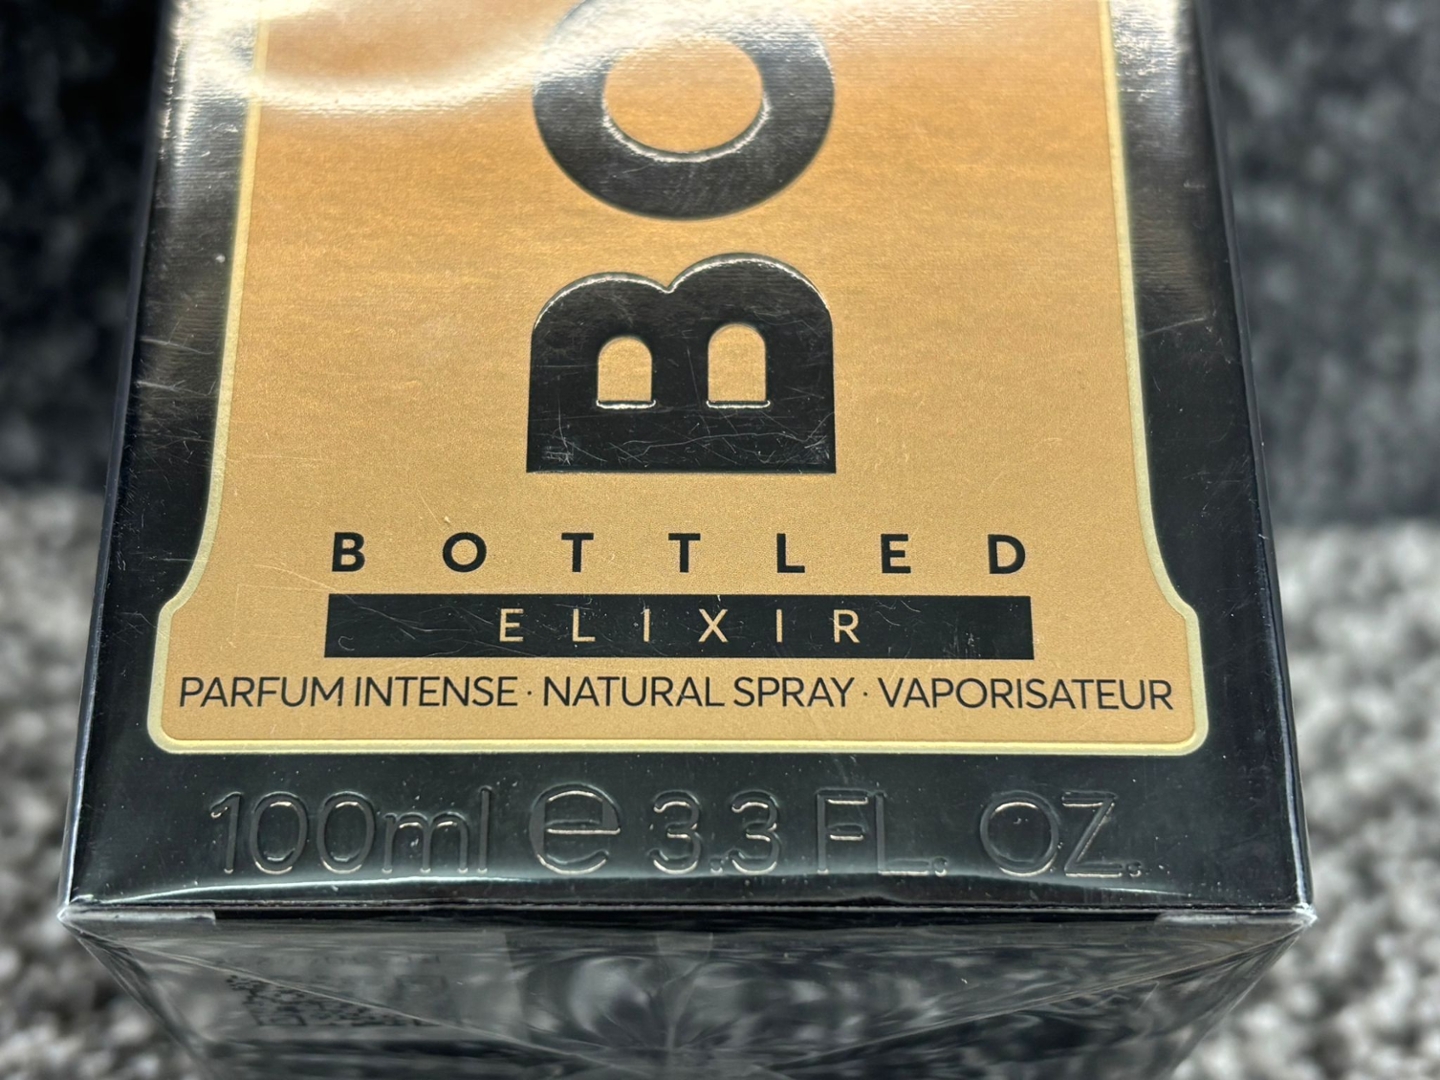 BO
BOTTLED
ELIXIR
PARFUM INTENSE · NATURAL SPRAY · VAPORISATEUR
100ml e 3.3 FL. OZ.